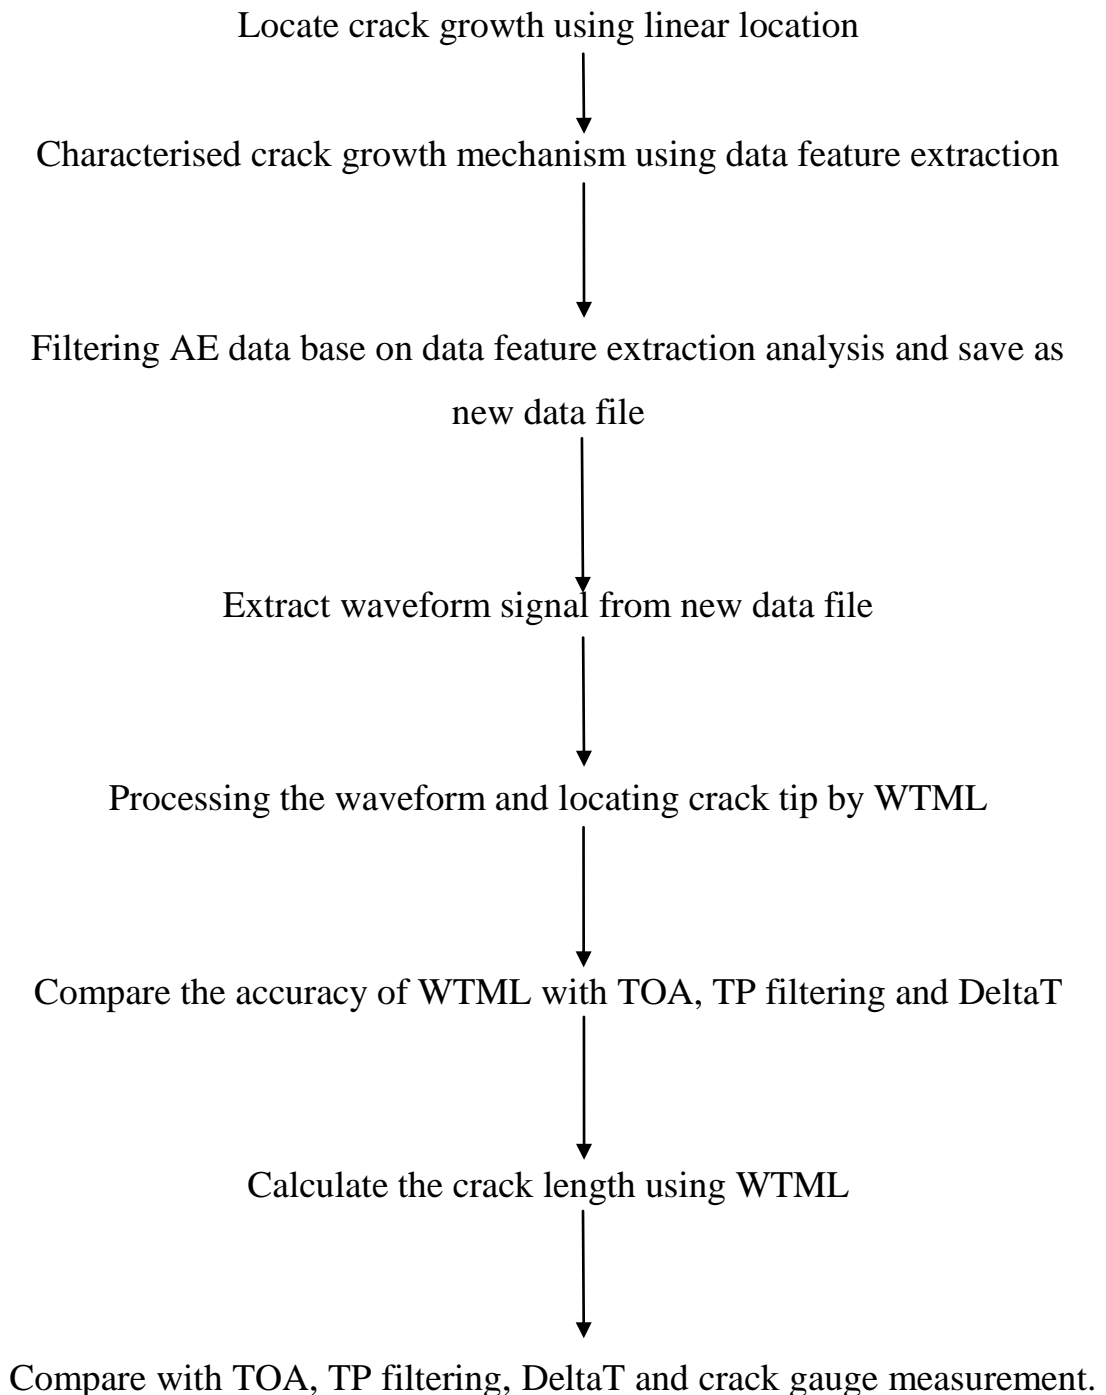 Locate crack growth using linear location
Characterised crack growth mechanism using data feature extraction
Filtering AE data base on data feature extraction analysis and save as
new data file
Extract waveform signal from new data file
Processing the waveform and locating crack tip by WTML
Compare the accuracy of WTML with TOA, TP filtering and DeltaT
Calculate the crack length using WTML
Compare with TOA, TP filtering, DeltaT and crack gauge measurement.